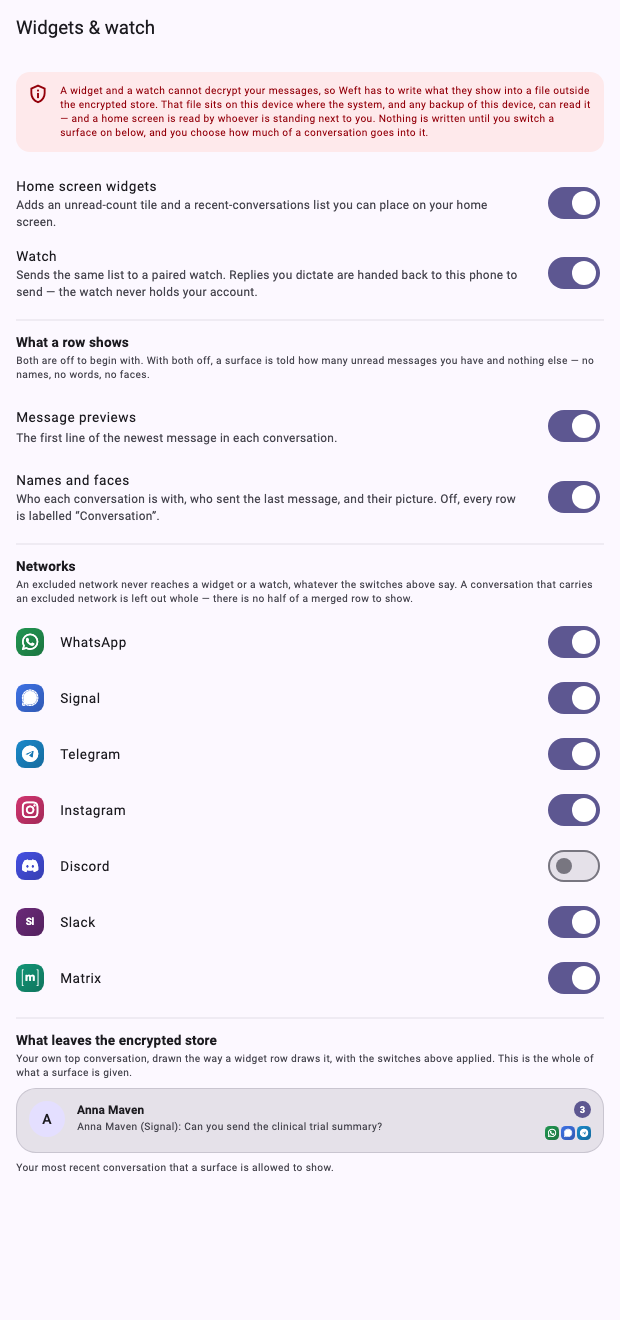 Widgets & watch
A widget and a watch cannot decrypt your messages, so Weft has to write what they show into a file outside
the encrypted store. That file sits on this device where the system, and any backup of this device, can read it
— and a home screen is read by whoever is standing next to you. Nothing is written until you switch a
surface on below, and you choose how much of a conversation goes into it.
Home screen widgets
Adds an unread-count tile and a recent-conversations list you can place on your home
screen.
Watch
Sends the same list to a paired watch. Replies you dictate are handed back to this phone to
send — the watch never holds your account.
What a row shows
Both are off to begin with. With both off, a surface is told how many unread messages you have and nothing else — no
names, no words, no faces.
Message previews
The first line of the newest message in each conversation.
Names and faces
Who each conversation is with, who sent the last message, and their picture. Off, every row
is labelled “Conversation”.
Networks
An excluded network never reaches a widget or a watch, whatever the switches above say. A conversation that carries
an excluded network is left out whole — there is no half of a merged row to show.
WhatsApp
Signal
Telegram
Instagram
Discord
Sl Slack
[m] Matrix
What leaves the encrypted store
Your own top conversation, drawn the way a widget row draws it, with the switches above applied. This is the whole of
what a surface is given.
A
Anna Maven
3
Anna Maven (Signal): Can you send the clinical trial summary?
Your most recent conversation that a surface is allowed to show.